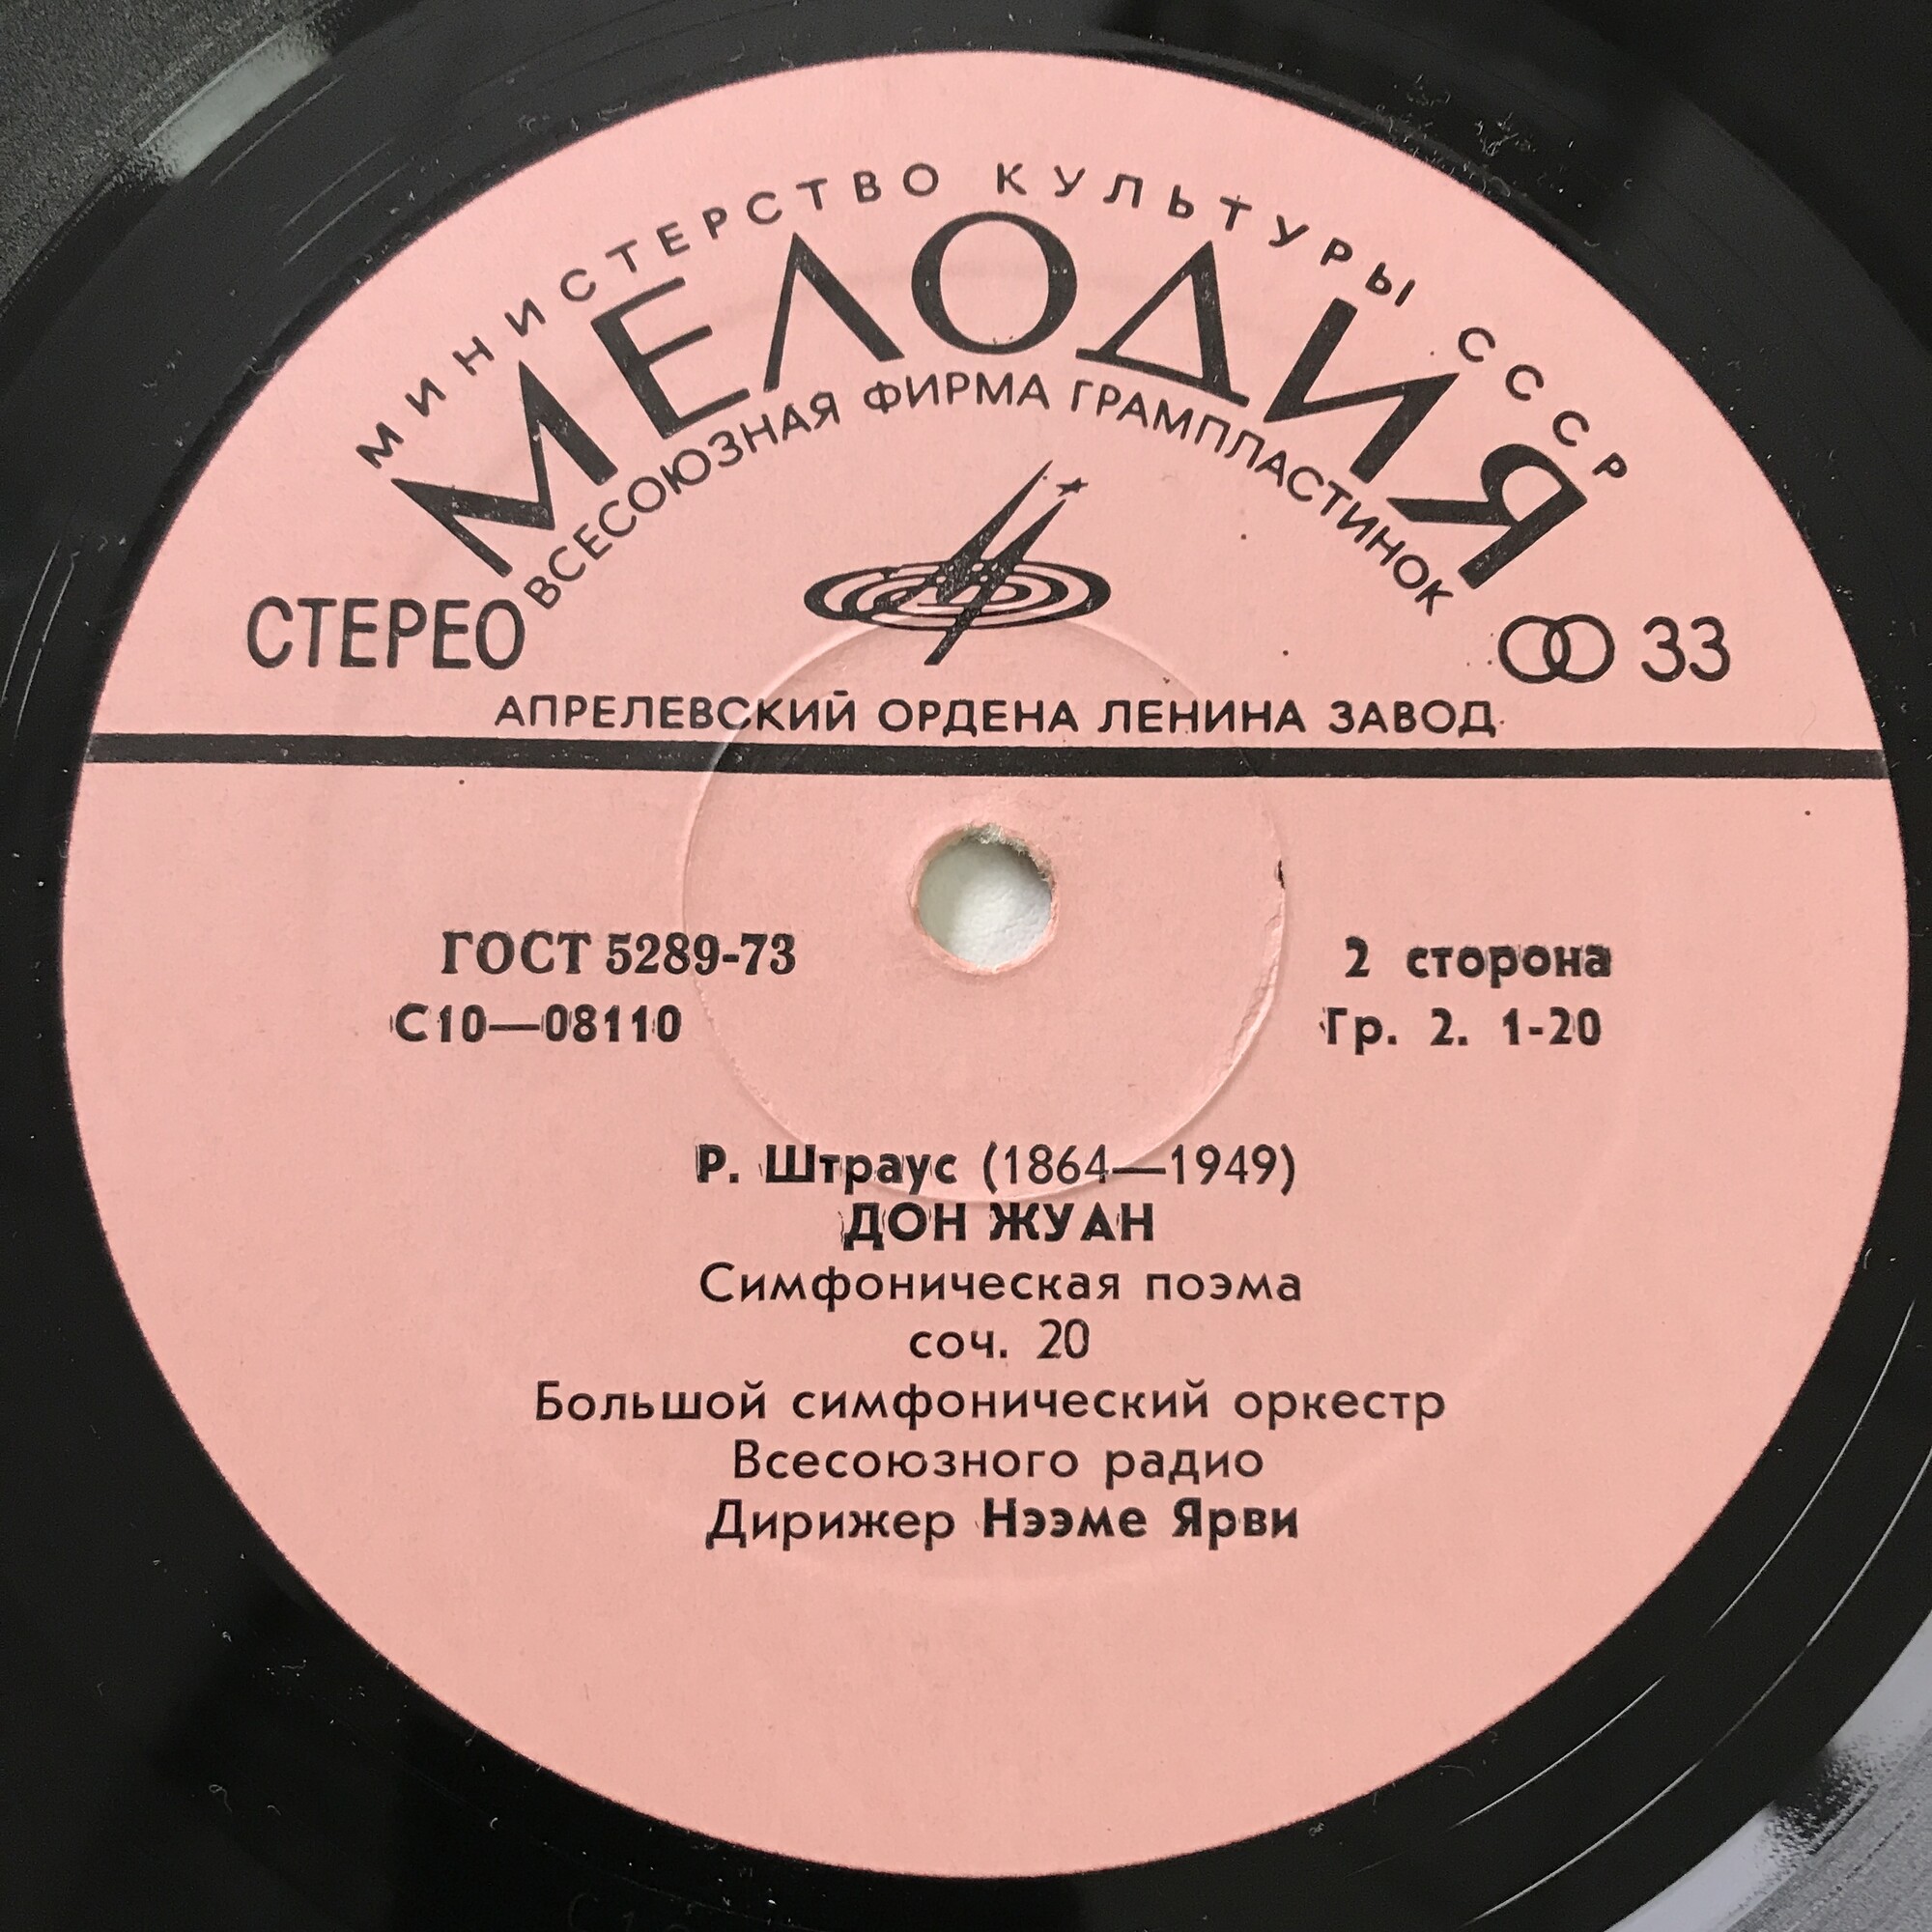 МИНИСТЕРСТВО КУЛЬТУРЫ СССР
МЕЛОДИЯ
ВСЕСОЮЗНАЯ ФИРМА ГРАМПЛАСТИНОК
СТЕРЕО
33
АПРЕЛЕВСКИЙ ОРДЕНА ЛЕНИНА ЗАВОД
ГОСТ 5289-73
2 сторона
С10—08110
Гр. 2. 1-20
Р. Штраус (1864—1949)
ДОН ЖУАН
Симфоническая поэма
соч. 20
Большой симфонический оркестр
Всесоюзного радио
Дирижер Нээме Ярви